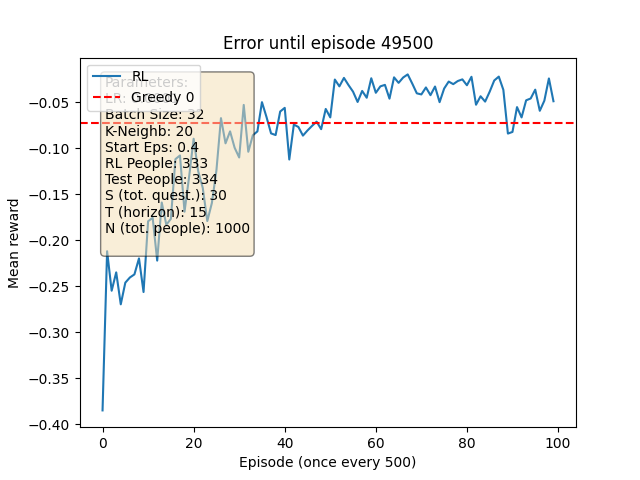 Error until episode 49500
RL
Greedy 0
Parameters:
Batch Size: 32
K-Neighb: 20
Start Eps: 0.4
RL People: 333
Test People: 334
S (tot. quest.): 30
T (horizon): 15
N (tot. people): 1000
Mean reward
−0.05
−0.10
−0.15
−0.20
−0.25
−0.30
−0.35
−0.40
0 20 40 60 80 100
Episode (once every 500)